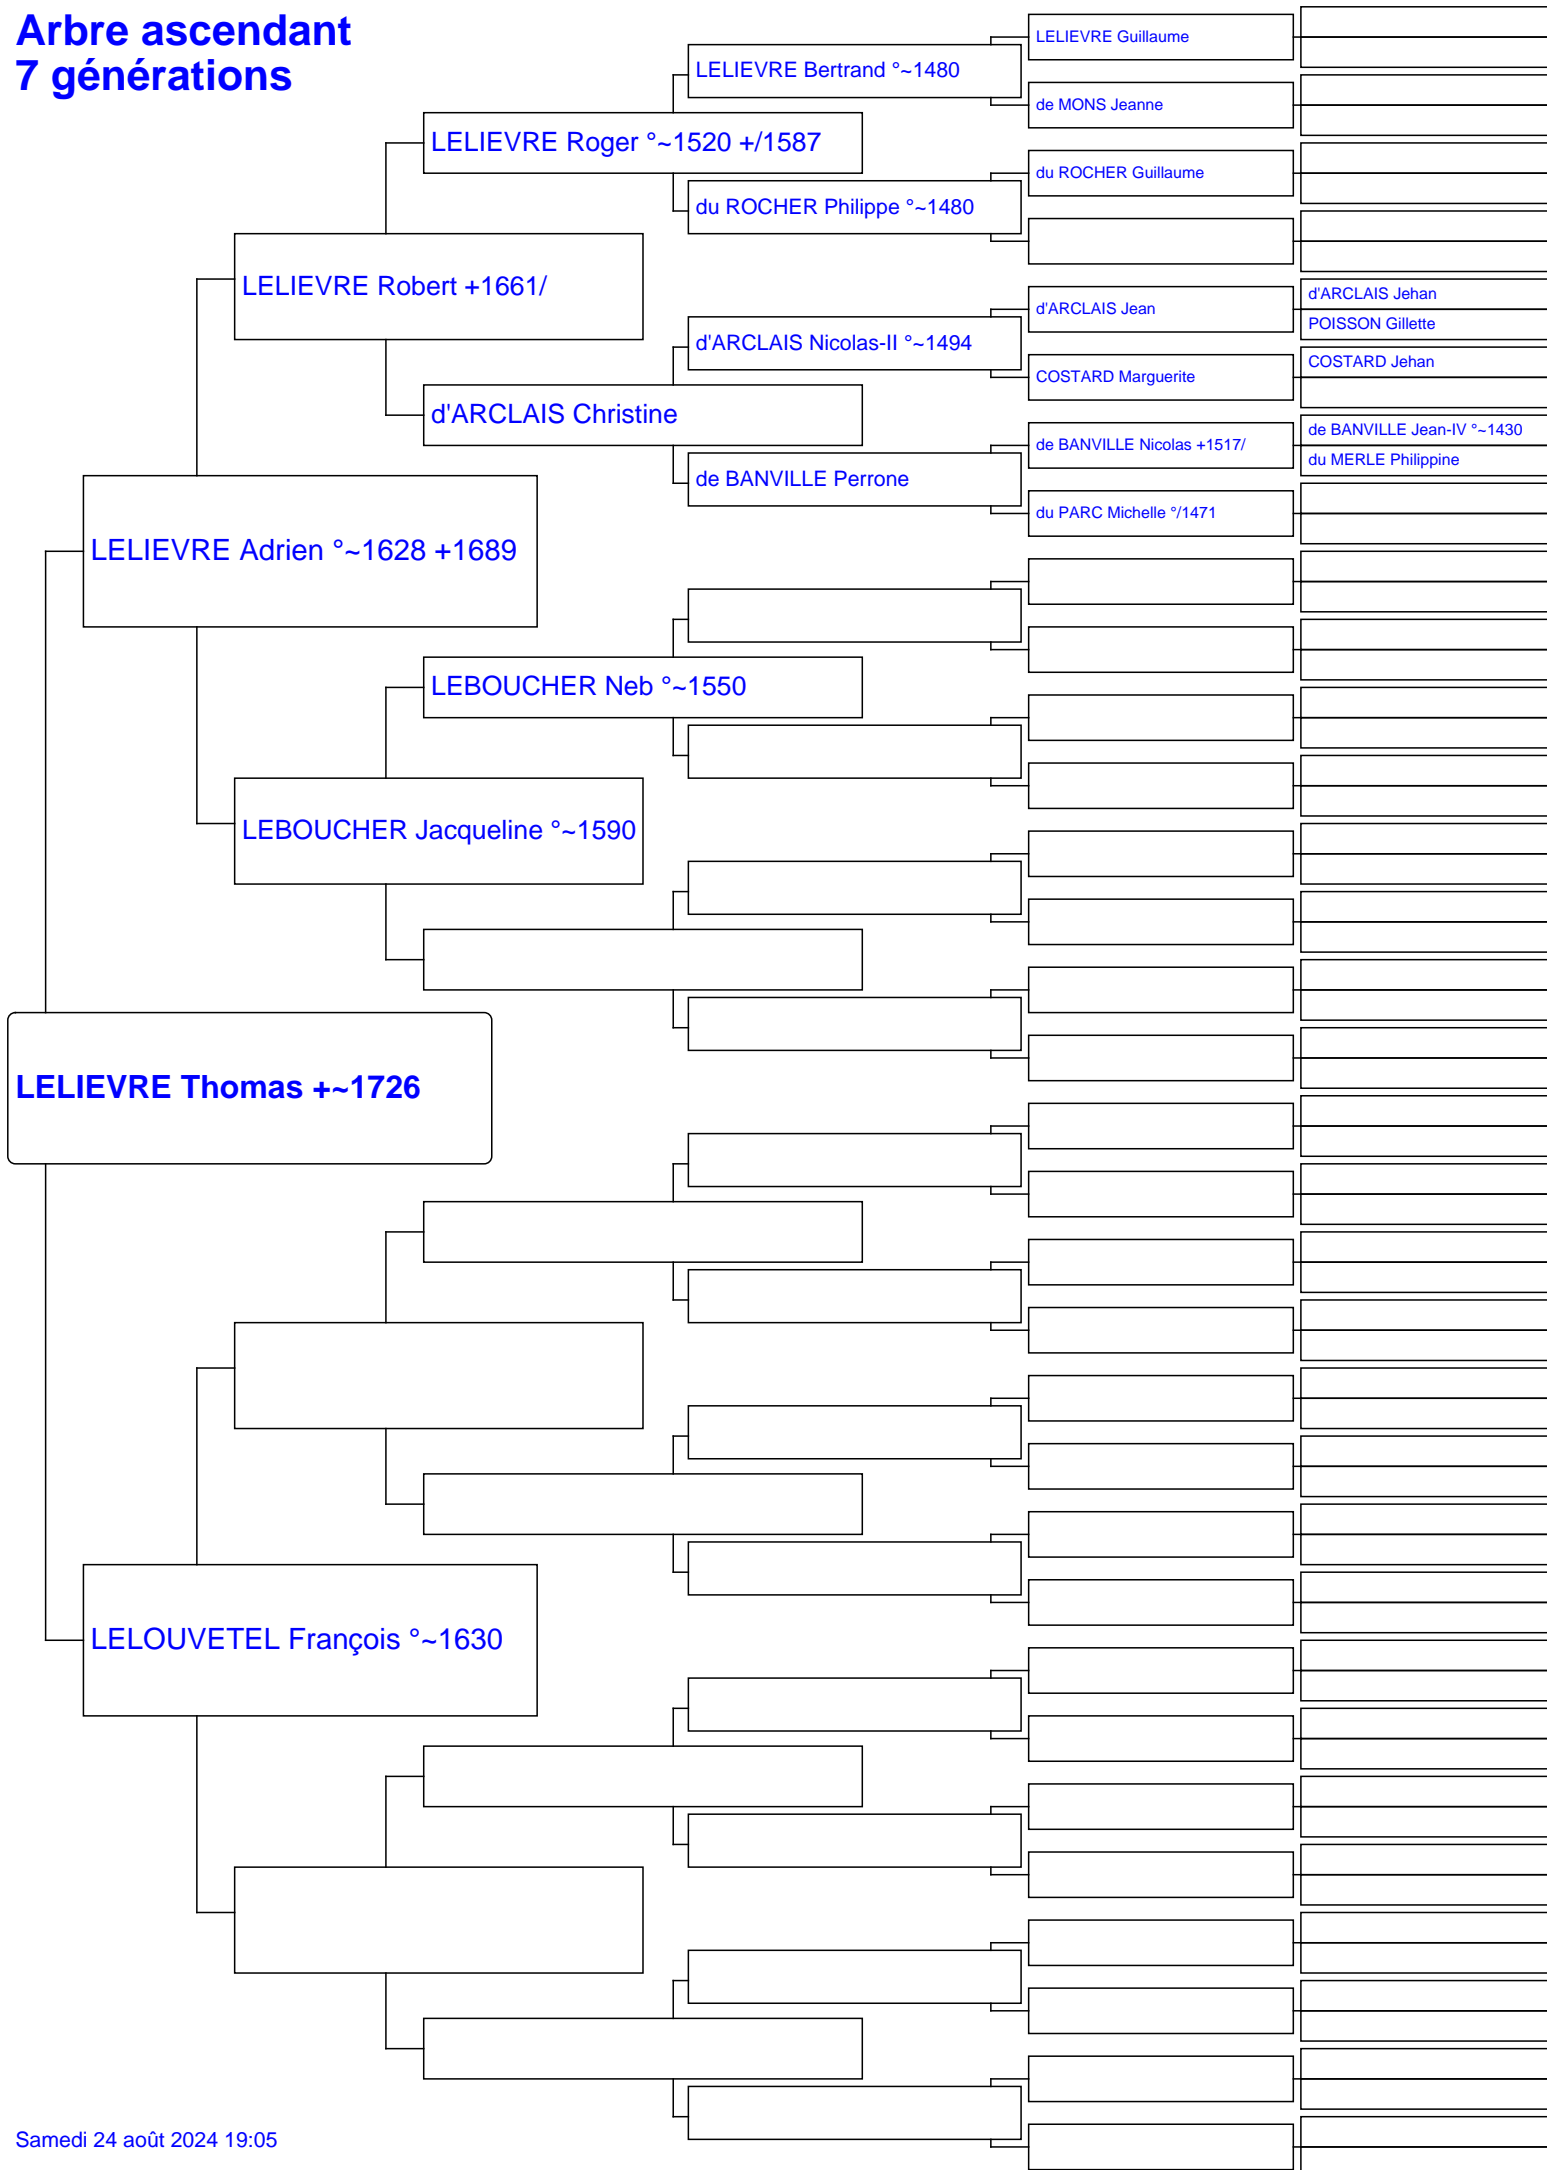 Arbre ascendant
7 générations
LELIEVRE Guillaume
LELIEVRE Bertrand °~1480
de MONS Jeanne
LELIEVRE Roger °~1520 +/1587
du ROCHER Guillaume
du ROCHER Philippe °~1480
LELIEVRE Robert +1661/
d'ARCLAIS Jehan
d'ARCLAIS Jean
POISSON Gillette
d'ARCLAIS Nicolas-II °~1494
COSTARD Jehan
COSTARD Marguerite
d'ARCLAIS Christine
de BANVILLE Jean-IV °~1430
de BANVILLE Nicolas +1517/
du MERLE Philippine
de BANVILLE Perrone
du PARC Michelle °/1471
LELIEVRE Adrien °~1628 +1689
LEBOUCHER Neb °~1550
LEBOUCHER Jacqueline °~1590
LELIEVRE Thomas +~1726
LELOUVETEL François °~1630
Samedi 24 août 2024 19:05